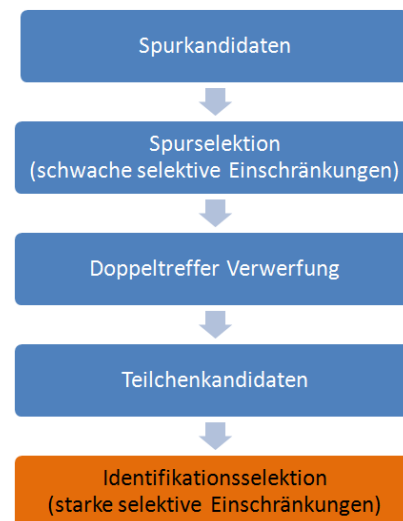 Spurkandidaten
Spurselektion
(schwache selektive Einschränkungen)
Doppeltreffer Verwerfung
Teilchenkandidaten
Identifikationsselektion
(starke selektive Einschränkungen)